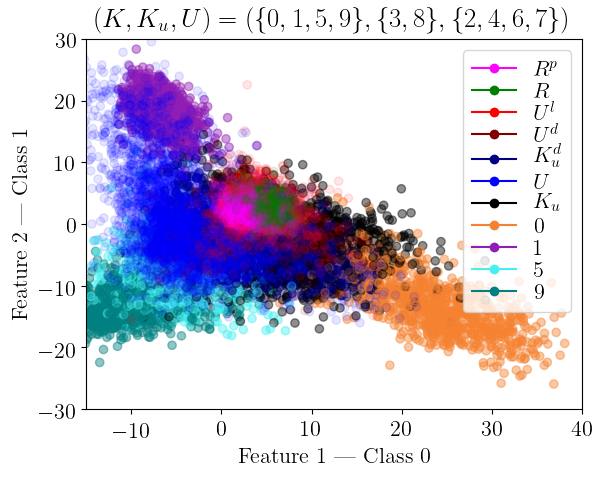 (K, K_u, U) = ({0, 1, 5, 9}, {3, 8}, {2, 4, 6, 7})
30
20
10
0
−10
−20
−30
Feature 2 — Class 1
R^p
R
U^l
U^d
K_u^d
U
K_u
0
1
5
9
−10
0
10
20
30
40
Feature 1 — Class 0